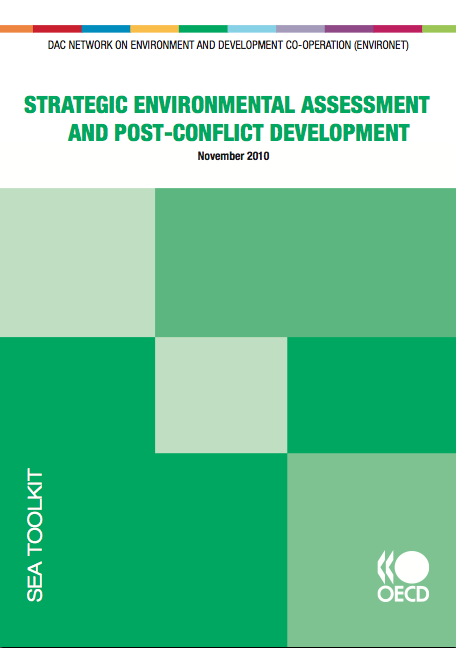 DAC NETWORK ON ENVIRONMENT AND DEVELOPMENT CO-OPERATION (ENVIRONET)
STRATEGIC ENVIRONMENTAL ASSESSMENT
AND POST-CONFLICT DEVELOPMENT
November 2010
SEA TOOLKIT
OECD